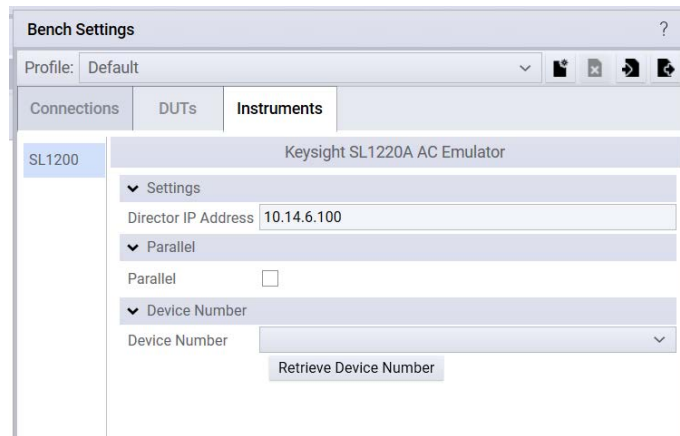 Bench Settings ?
Profile: Default
Connections DUTs Instruments
SL1200
Keysight SL1220A AC Emulator
Settings
Director IP Address 10.14.6.100
Parallel
Parallel
Device Number
Device Number
Retrieve Device Number